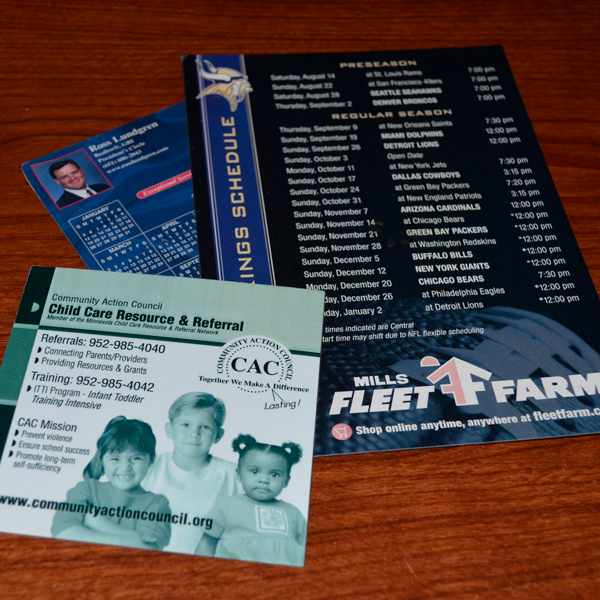 PRESEASON
Saturday, August 14 at St. Louis Rams 7:00 pm
Sunday, August 22 at San Francisco 49ers 7:00 pm
Saturday, August 28 SEATTLE SEAHAWKS 7:00 pm
Thursday, September 2 DENVER BRONCOS 7:00 pm
REGULAR SEASON
Thursday, September 9 at New Orleans Saints 7:30 pm
Sunday, September 19 MIAMI DOLPHINS 12:00 pm
Sunday, September 26 DETROIT LIONS 12:00 pm
Sunday, October 3 Open Date
Monday, October 11 at New York Jets 7:30 pm
Sunday, October 17 DALLAS COWBOYS 3:15 pm
Sunday, October 24 at Green Bay Packers 7:20 pm
Sunday, October 31 at New England Patriots 3:15 pm
Sunday, November 7 ARIZONA CARDINALS 12:00 pm
Sunday, November 14 at Chicago Bears *12:00 pm
Sunday, November 21 GREEN BAY PACKERS *12:00 pm
Sunday, November 28 at Washington Redskins *12:00 pm
Sunday, December 5 BUFFALO BILLS *12:00 pm
Sunday, December 12 NEW YORK GIANTS *12:00 pm
Monday, December 20 CHICAGO BEARS 7:30 pm
day, December 26 at Philadelphia Eagles *12:00 pm
day, January 2 at Detroit Lions *12:00 pm
times indicated are Central
start time may shift due to NFL flexible scheduling
KINGS SCHEDULE
MILLS
FLEET FARM
Shop online anytime, anywhere at fleetfarm.c
Ross Lundgren
President's Circle
(651) 686-2045
www.rosslundgren.com
Exceptional Serv
JANUARY
MARCH
APRIL
Community Action Council
Child Care Resource & Referral
Member of the Minnesota Child Care Resource & Referral Network
Referrals: 952-985-4040
Connecting Parents/Providers
Providing Resources & Grants
Training: 952-985-4042
ITTI Program - Infant Toddler
Training Intensive
COMMUNITY ACTION COUNCIL
CAC
Together We Make A Difference
Lasting!
CAC Mission
Prevent violence
Ensure school success
Promote long-term
self-sufficiency
www.communityactioncouncil.org